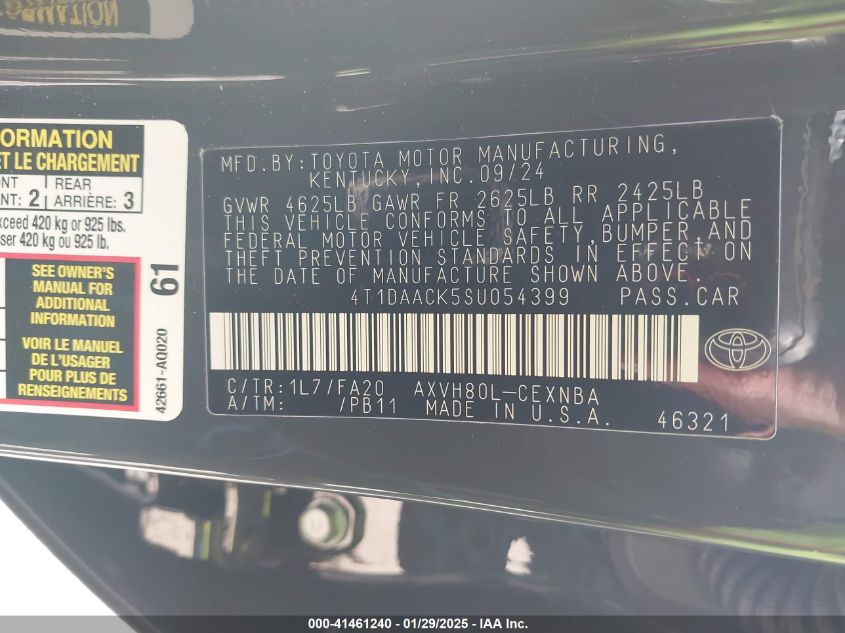 ORMATION
ORMATION
ET LE CHARGEMENT
NT 2 REAR 3
ENT: ARRIÈRE:
xceed 420 kg or 925 lbs.
ser 420 kg ou 925 lb.
SEE OWNER'S
MANUAL FOR
ADDITIONAL
INFORMATION
VOIR LE MANUEL
DE L'USAGER
POUR PLUS DE
RENSEIGNEMENTS
61
42661-AQ020
MFD.BY:TOYOTA MOTOR MANUFACTURING,
KENTUCKY,INC.09/24
GVWR 4625LB GAWR FR 2625LB RR 2425LB
THIS VEHICLE CONFORMS TO ALL APPLICABLE
FEDERAL MOTOR VEHICLE SAFETY,BUMPER,AND
THEFT PREVENTION STANDARDS IN EFFECT ON
THE DATE OF MANUFACTURE SHOWN ABOVE.
4T1DAACK5SU054399 PASS.CAR
C/TR:1L7/FA20 AXVH80L-CEXNBA
A/TM: /PB11 MADE IN U.S.A.
46321
000-41461240 - 01/29/2025 - IAA Inc.